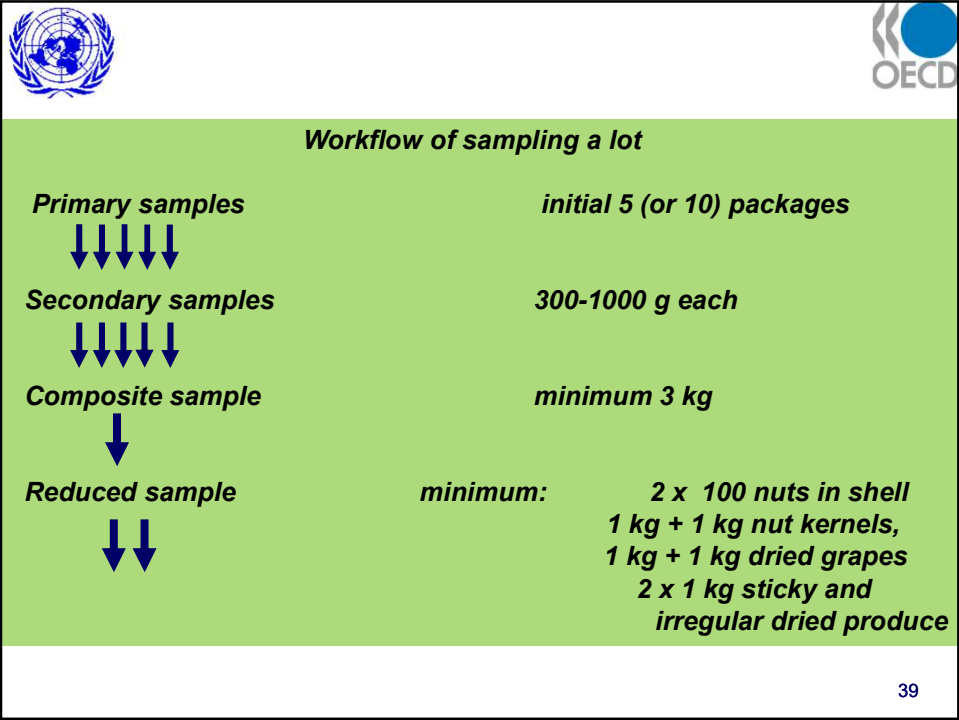 OECD
Workflow of sampling a lot
Primary samples initial 5 (or 10) packages
Secondary samples 300-1000 g each
Composite sample minimum 3 kg
Reduced sample minimum: 2 x 100 nuts in shell
1 kg + 1 kg nut kernels,
1 kg + 1 kg dried grapes
2 x 1 kg sticky and
irregular dried produce
39